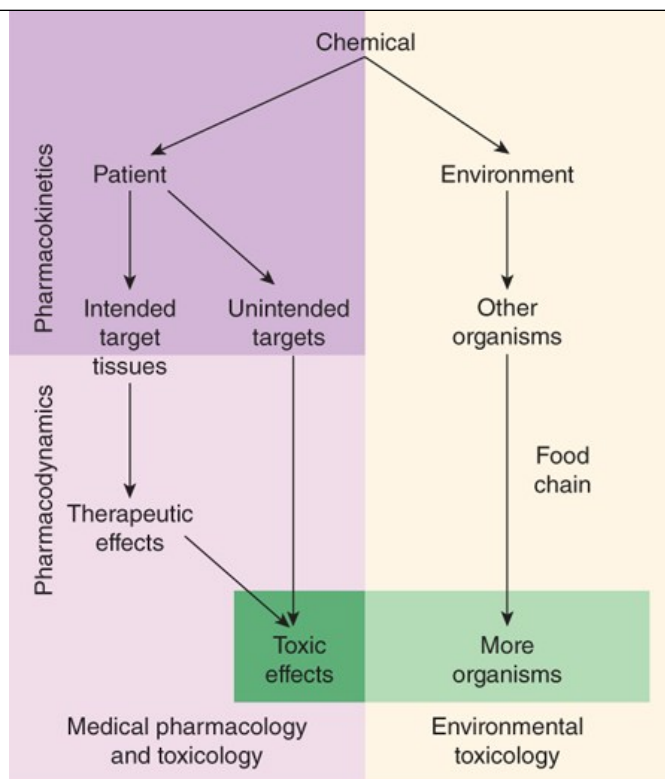 Chemical
Pharmacokinetics
Patient
Environment
Intended
target
tissues
Unintended
targets
Other
organisms
Pharmacodynamics
Food
chain
Therapeutic
effects
Toxic
effects
More
organisms
Medical pharmacology
and toxicology
Environmental
toxicology